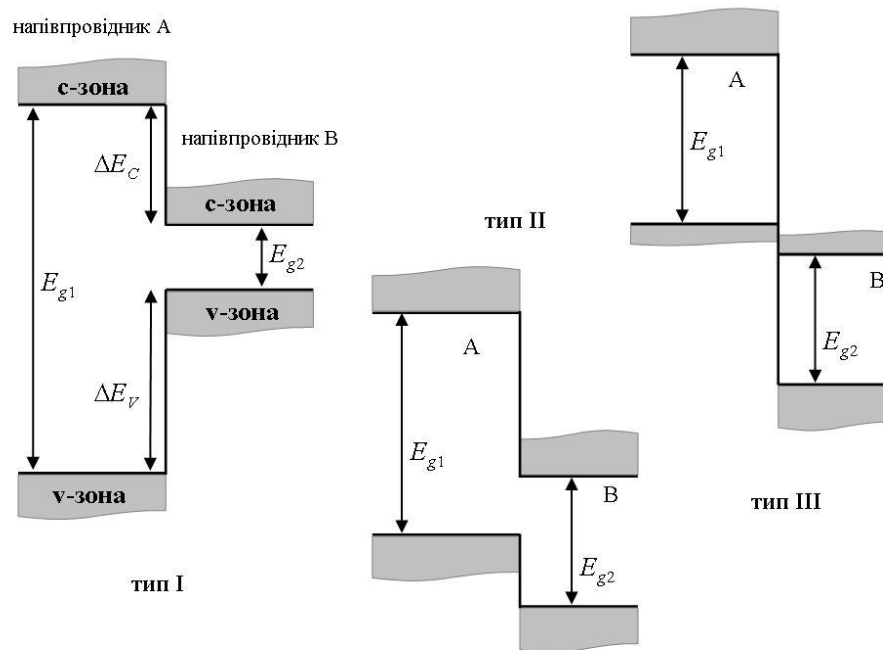 напівпровідник А
с-зона
ΔE_C
напівпровідник В
с-зона
E_g1
E_g2
v-зона
ΔE_V
v-зона
тип I
тип II
A
E_g1
B
E_g2
A
E_g1
B
E_g2
тип III